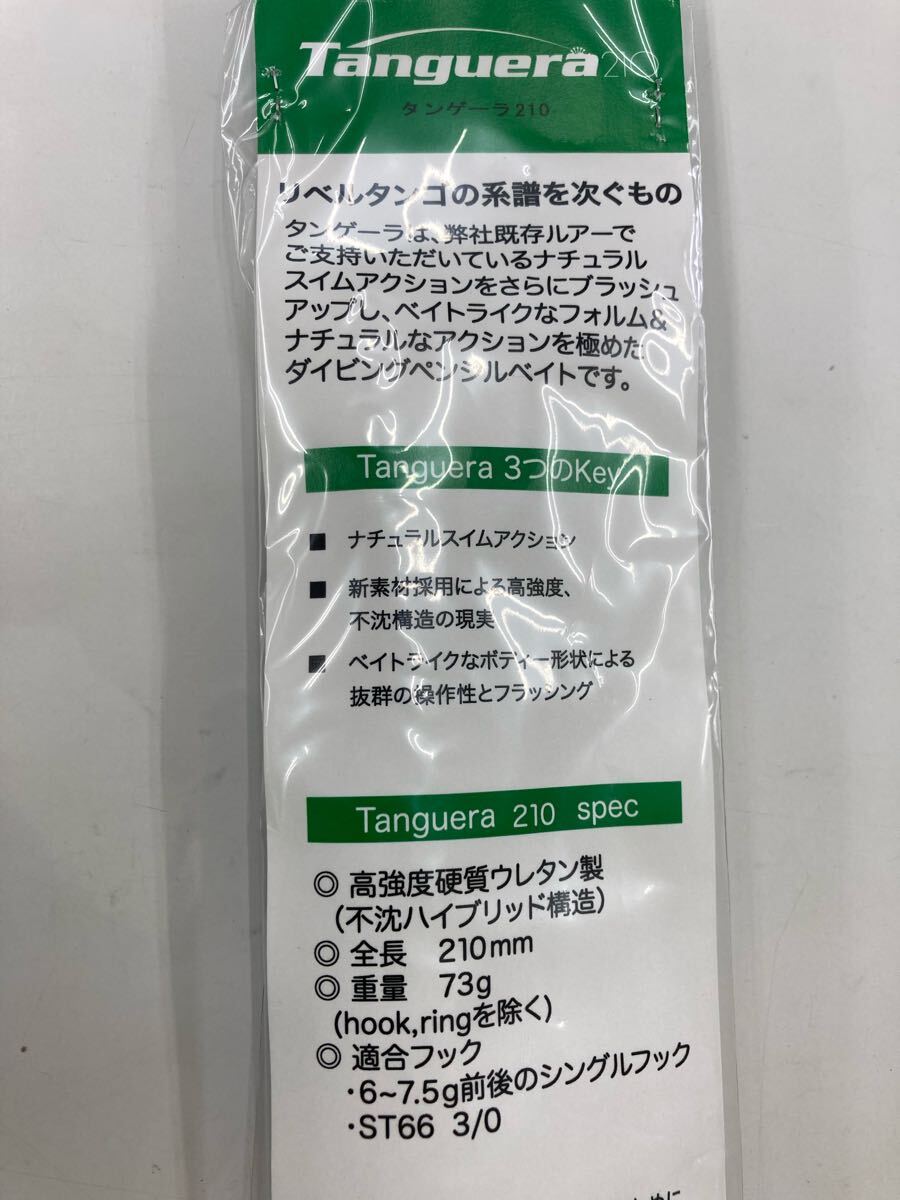 Tanguera 210
タンゲーラ210
リベルタンゴの系譜を次ぐもの
タンゲーラは、弊社既存ルアーで
ご支持いただいているナチュラル
スイムアクションをさらにブラッシュ
アップし、ベイトライクなフォルム&
ナチュラルなアクションを極めた
ダイビングペンシルベイトです。
Tanguera 3つのKey
■ ナチュラルスイムアクション
■ 新素材採用による高強度、
不沈構造の現実
■ ベイトライクなボディー形状による
抜群の操作性とフラッシング
Tanguera 210 spec
◎ 高強度硬質ウレタン製
(不沈ハイブリッド構造)
◎ 全長 210mm
◎ 重量 73g
(hook,ringを除く)
◎ 適合フック
・6~7.5g前後のシングルフック
・ST66 3/0